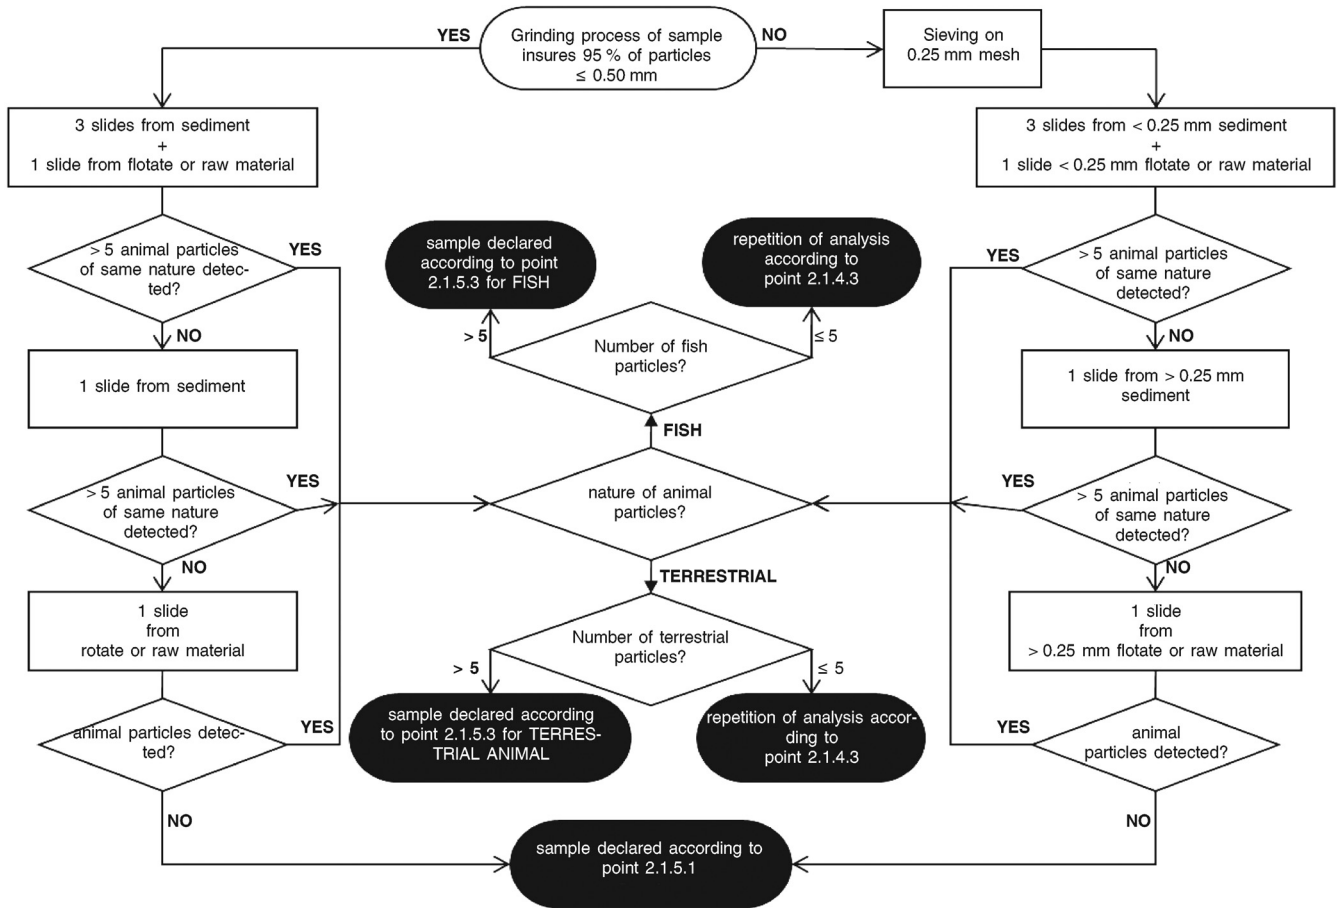 YES
Grinding process of sample
insures 95 % of particles
≤ 0.50 mm
NO
Sieving on
0.25 mm mesh
3 slides from sediment
+
1 slide from flotate or raw material
3 slides from < 0.25 mm sediment
+
1 slide < 0.25 mm flotate or raw material
> 5 animal particles
of same nature detec-
ted?
YES
sample declared
according to point
2.1.5.3 for FISH
repetition of analysis
according to
point 2.1.4.3
YES
> 5 animal particles
of same nature
detected?
NO
> 5
Number of fish
particles?
≤ 5
NO
1 slide from sediment
1 slide from > 0.25 mm
sediment
FISH
> 5 animal particles
of same nature
detected?
YES
nature of animal
particles?
YES
> 5 animal particles
of same nature
detected?
NO
TERRESTRIAL
NO
1 slide
from
rotate or raw material
Number of terrestrial
particles?
> 5
≤ 5
1 slide
from
> 0.25 mm flotate or raw material
animal particles detec-
ted?
YES
sample declared according
to point 2.1.5.3 for TERRES-
TRIAL ANIMAL
repetition of analysis accor-
ding to
point 2.1.4.3
YES
animal
particles detected?
NO
NO
sample declared according to
point 2.1.5.1